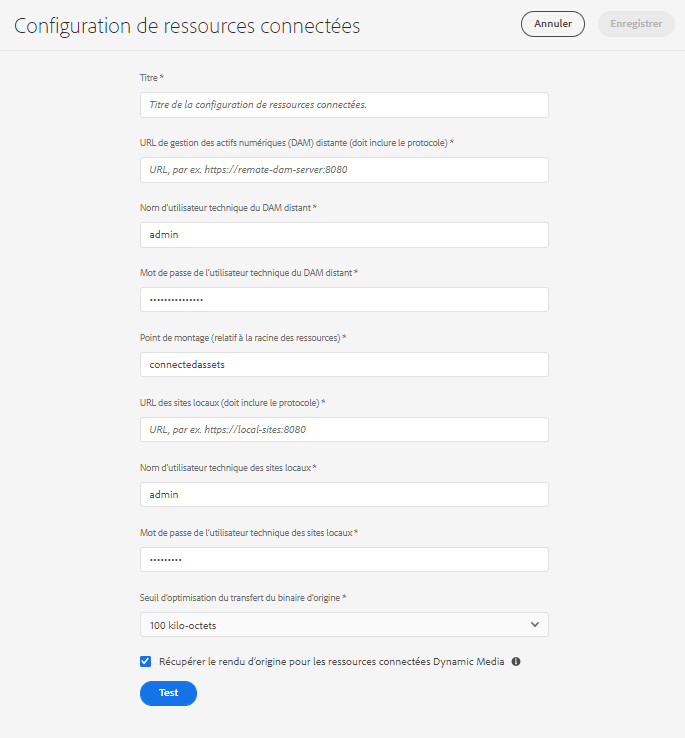 Configuration de ressources connectées
Annuler
Enregistrer
Titre *
Titre de la configuration de ressources connectées.
URL de gestion des actifs numériques (DAM) distante (doit inclure le protocole) *
URL, par ex. https://remote-dam-server:8080
Nom d'utilisateur technique du DAM distant *
admin
Mot de passe de l'utilisateur technique du DAM distant *
•••••••••••••••
Point de montage (relatif à la racine des ressources) *
connectedassets
URL des sites locaux (doit inclure le protocole) *
URL, par ex. https://local-sites:8080
Nom d'utilisateur technique des sites locaux *
admin
Mot de passe de l'utilisateur technique des sites locaux *
•••••••••
Seuil d'optimisation du transfert du binaire d'origine *
100 kilo-octets
Récupérer le rendu d'origine pour les ressources connectées Dynamic Media
Test